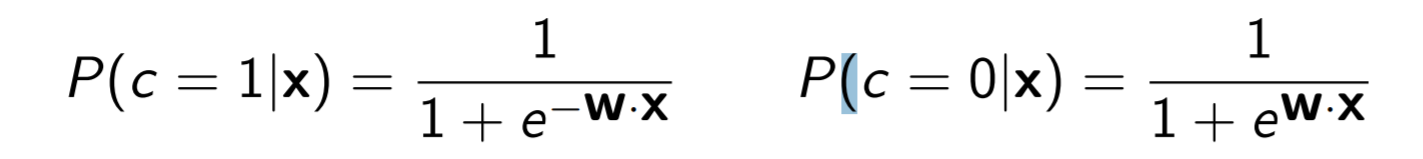 P(c = 1|x) = 1 / (1 + e^{−w·x})    P(c = 0|x) = 1 / (1 + e^{w·x})